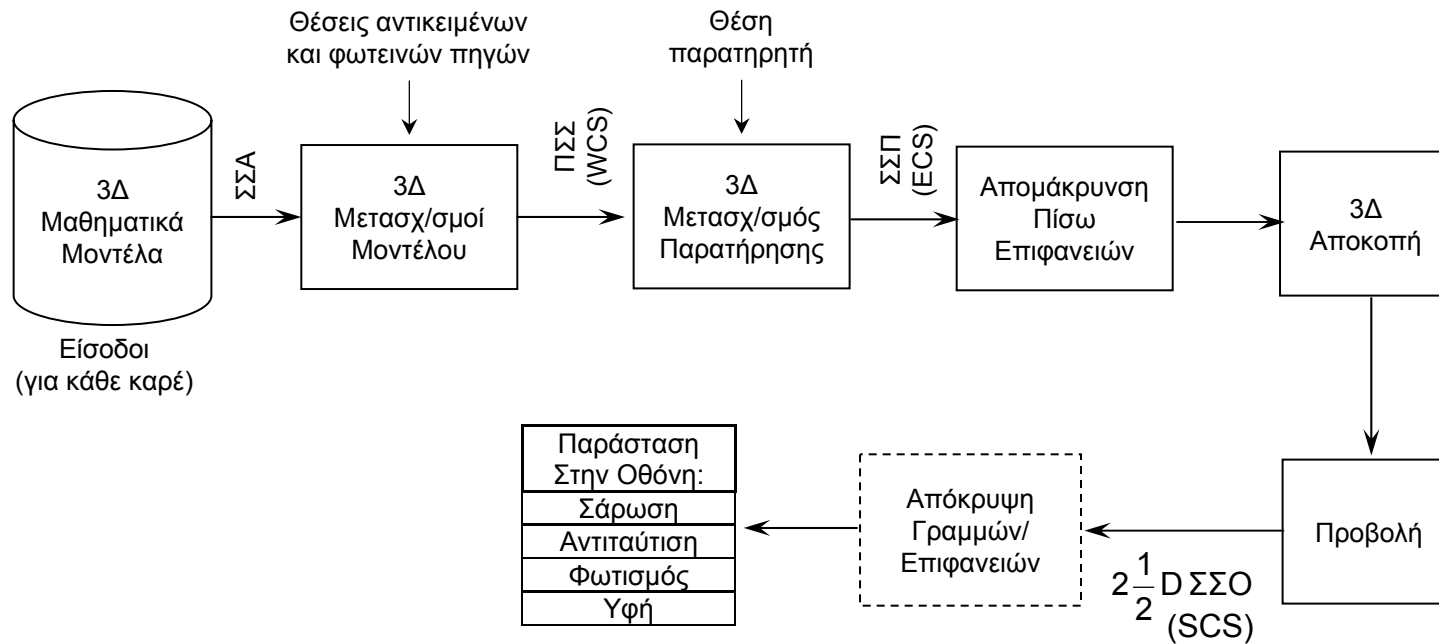 Θέσεις αντικειμένων
και φωτεινών πηγών
Θέση
παρατηρητή
3Δ
Μαθηματικά
Μοντέλα
ΣΣΑ
3Δ
Μετασχ/σμοί
Μοντέλου
ΠΣΣ
(WCS)
3Δ
Μετασχ/σμός
Παρατήρησης
ΣΣΠ
(ECS)
Απομάκρυνση
Πίσω
Επιφανειών
3Δ
Αποκοπή
Είσοδοι
(για κάθε καρέ)
Παράσταση
Στην Οθόνη:
Σάρωση
Αντιταύτιση
Φωτισμός
Υφή
Απόκρυψη
Γραμμών/
Επιφανειών
2 1/2 D ΣΣΟ
(SCS)
Προβολή